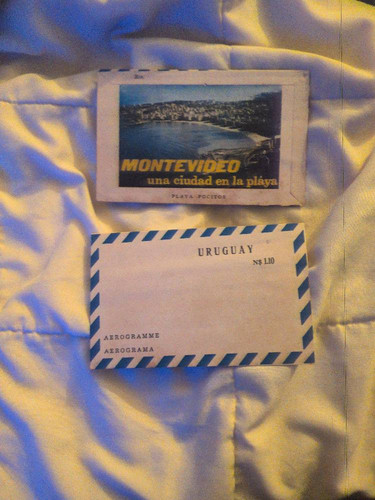 MONTEVIDEO
una ciudad en la playa
PLAYA POCITOS
URUGUAY
N$ 1.10
AEROGRAMME
AEROGRAMA